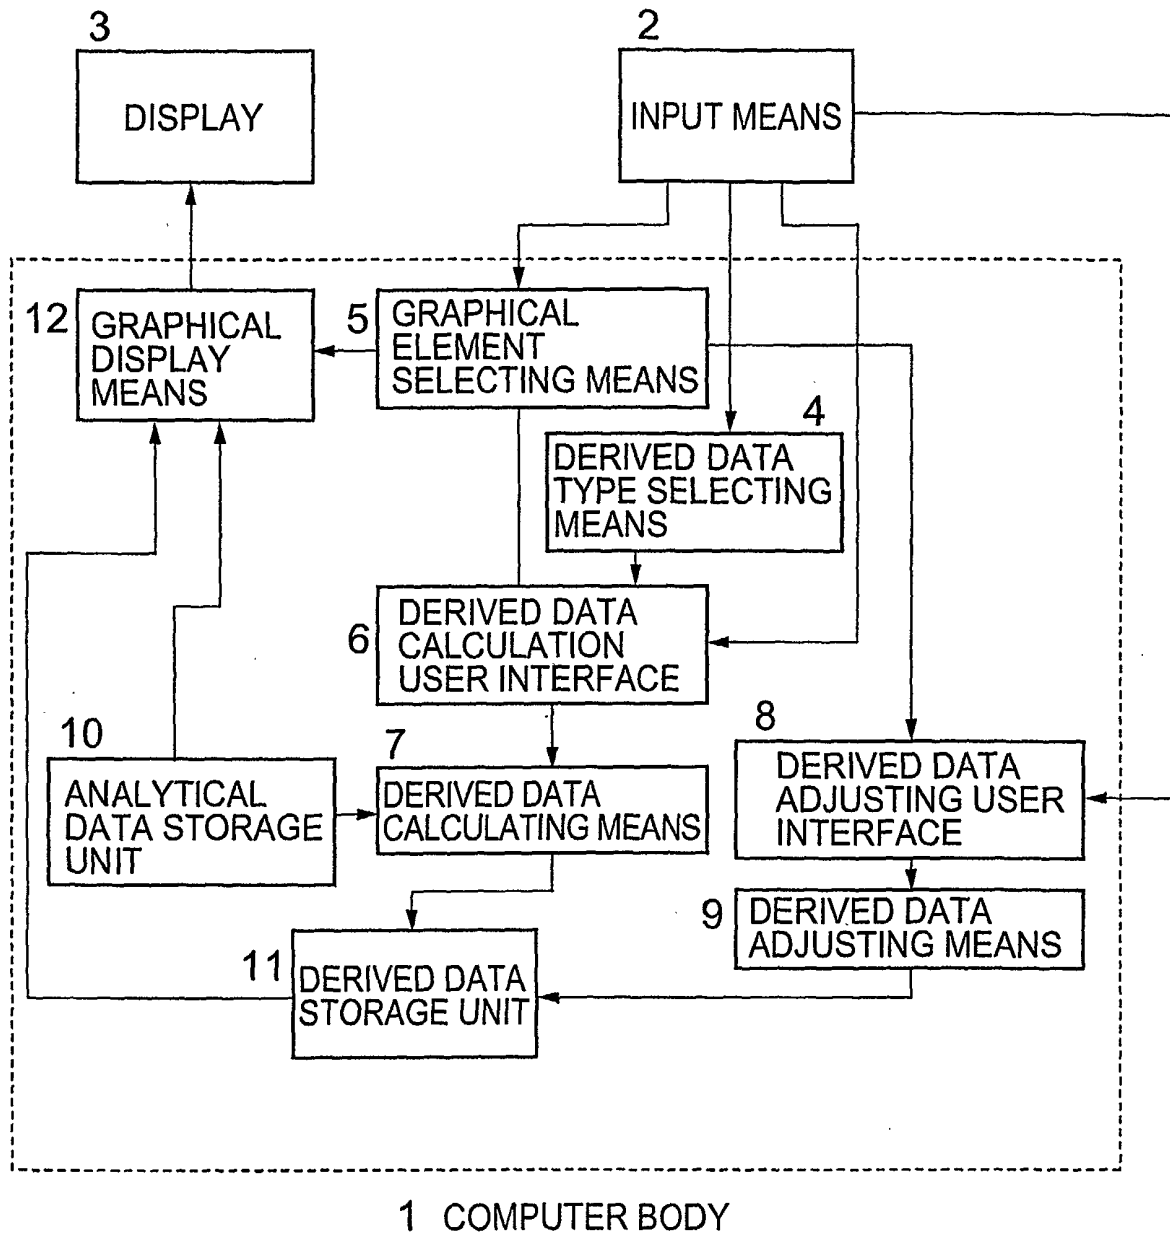 3
DISPLAY
2
INPUT MEANS
12
GRAPHICAL
DISPLAY
MEANS
5
GRAPHICAL
ELEMENT
SELECTING MEANS
4
DERIVED DATA
TYPE SELECTING
MEANS
6
DERIVED DATA
CALCULATION
USER INTERFACE
10
ANALYTICAL
DATA STORAGE
UNIT
7
DERIVED DATA
CALCULATING MEANS
8
DERIVED DATA
ADJUSTING USER
INTERFACE
9
DERIVED DATA
ADJUSTING MEANS
11
DERIVED DATA
STORAGE UNIT
1 COMPUTER BODY